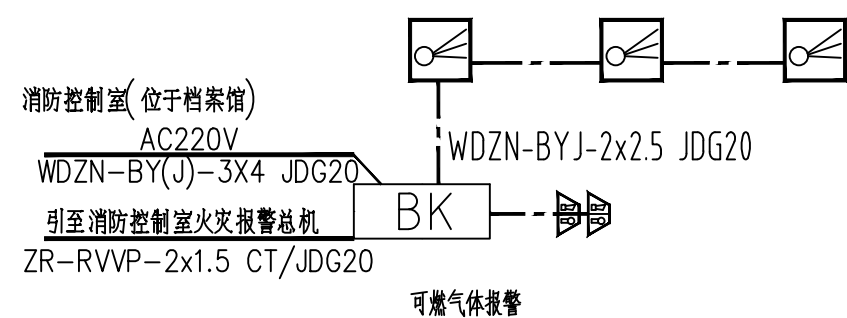 消防控制室(位于档案馆)
AC220V
WDZN-BY(J)-3X4 JDG20
WDZN-BYJ-2x2.5 JDG20
BK
引至消防控制室火灾报警总机
ZR-RVVP-2x1.5 CT/JDG20
可燃气体报警